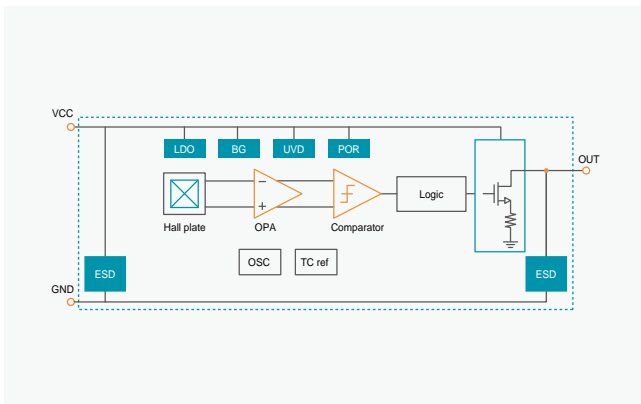 VCC
OUT
LDO
BG
UVD
POR
−
+
Logic
Hall plate
OPA
Comparator
OSC
TC ref
ESD
ESD
GND